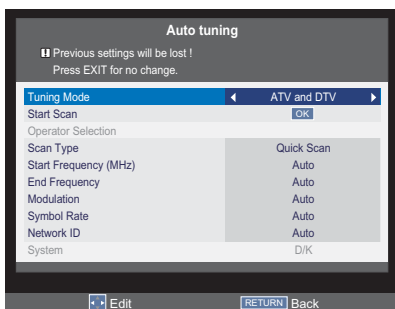 Auto tuning
! Previous settings will be lost !
Press EXIT for no change.
Tuning Mode ATV and DTV
Start Scan OK
Operator Selection
Scan Type Quick Scan
Start Frequency (MHz) Auto
End Frequency Auto
Modulation Auto
Symbol Rate Auto
Network ID Auto
System D/K
Edit RETURN Back